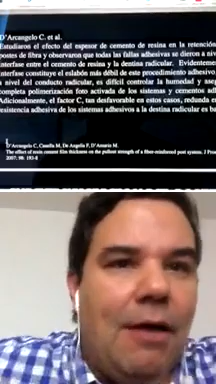 D'Arcangelo C. et al.
Estudiaron el efecto del espesor de cemento de resina en la retención
postes de fibra y observaron que todas las fallas adhesivas se dieron a niv
interfase entre el cemento de resina y la dentina radicular. Evidentemen
interfase constituye el eslabón más débil de este procedimiento adhesivo.
a nivel del conducto radicular, es difícil controlar la humedad y aseg
completa polimerización foto activada de los sistemas y cementos adh
Adicionalmente, el factor C, tan desfavorable en estos casos, redunda e
resistencia adhesiva de los sistemas adhesivos a la dentina radicular es ba
D'Arcangelo C, Cinelli M, De Angelis F, D'Amario M.
The effect of resin cement film thickness on the pullout strength of a fiber-reinforced post system. J Pros
2007; 98: 193-8